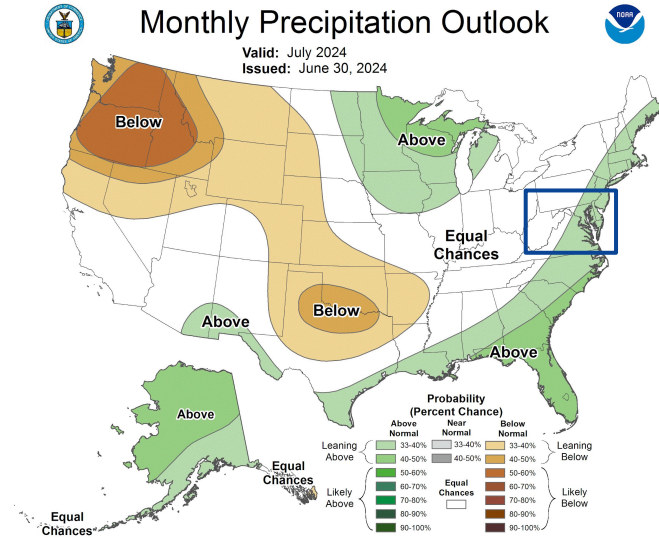 Monthly Precipitation Outlook
NOAA
Valid: July 2024
Issued: June 30, 2024
Below
Above
Equal
Chances
Below
Above
Above
Above
Equal
Chances
Equal
Chances
Probability
(Percent Chance)
Above Normal
Near Normal
Below Normal
Leaning Above
33-40%
33-40%
33-40%
Leaning Below
40-50%
40-50%
40-50%
Likely Above
50-60%
50-60%
Likely Below
60-70%
Equal Chances
60-70%
70-80%
70-80%
80-90%
80-90%
90-100%
90-100%